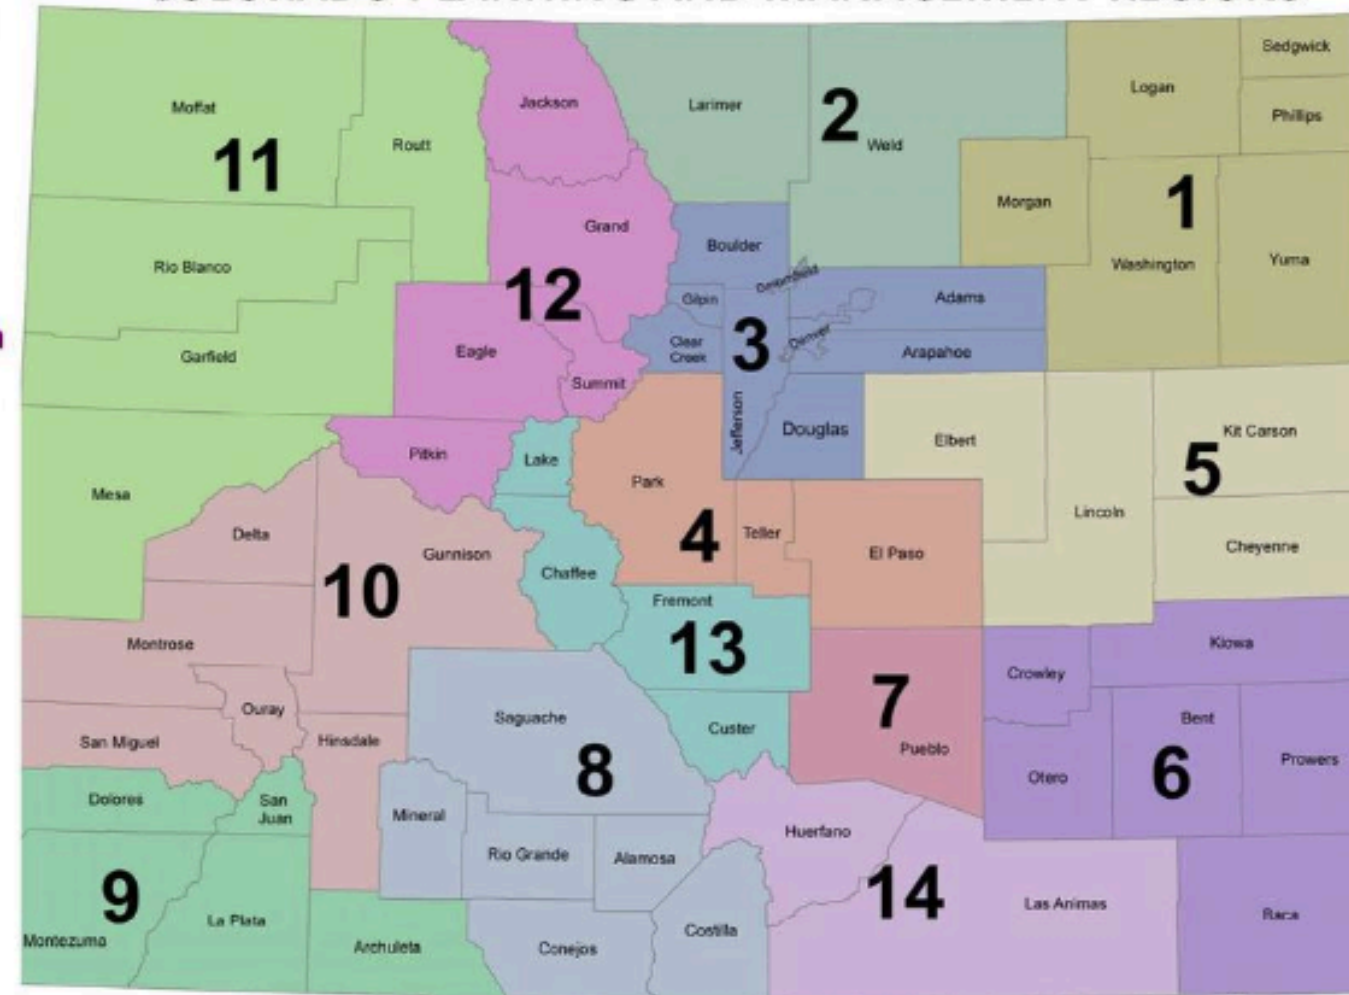 Moffat
11
Routt
Jackson
Larimer
2
Weld
Logan
Sedgwick
Phillips
Morgan
1
Washington
Yuma
Rio Blanco
Grand
Boulder
Broomfield
12
Gilpin
Adams
Garfield
Eagle
Clear
Creek
3
Denver
Arapahoe
Summit
Jefferson
Douglas
Elbert
Kit Carson
5
Pitkin
Lake
Park
Lincoln
Mesa
Delta
Gunnison
4
Teller
El Paso
Cheyenne
10
Chaffee
Fremont
13
Montrose
Kiowa
Crowley
7
Pueblo
Ouray
Saguache
Custer
Bent
San Miguel
Hinsdale
8
Otero
6
Prowers
Dolores
San
Juan
Mineral
Huerfano
Rio Grande
Alamosa
9
La Plata
14
Las Animas
Baca
Montezuma
Archuleta
Conejos
Costilla